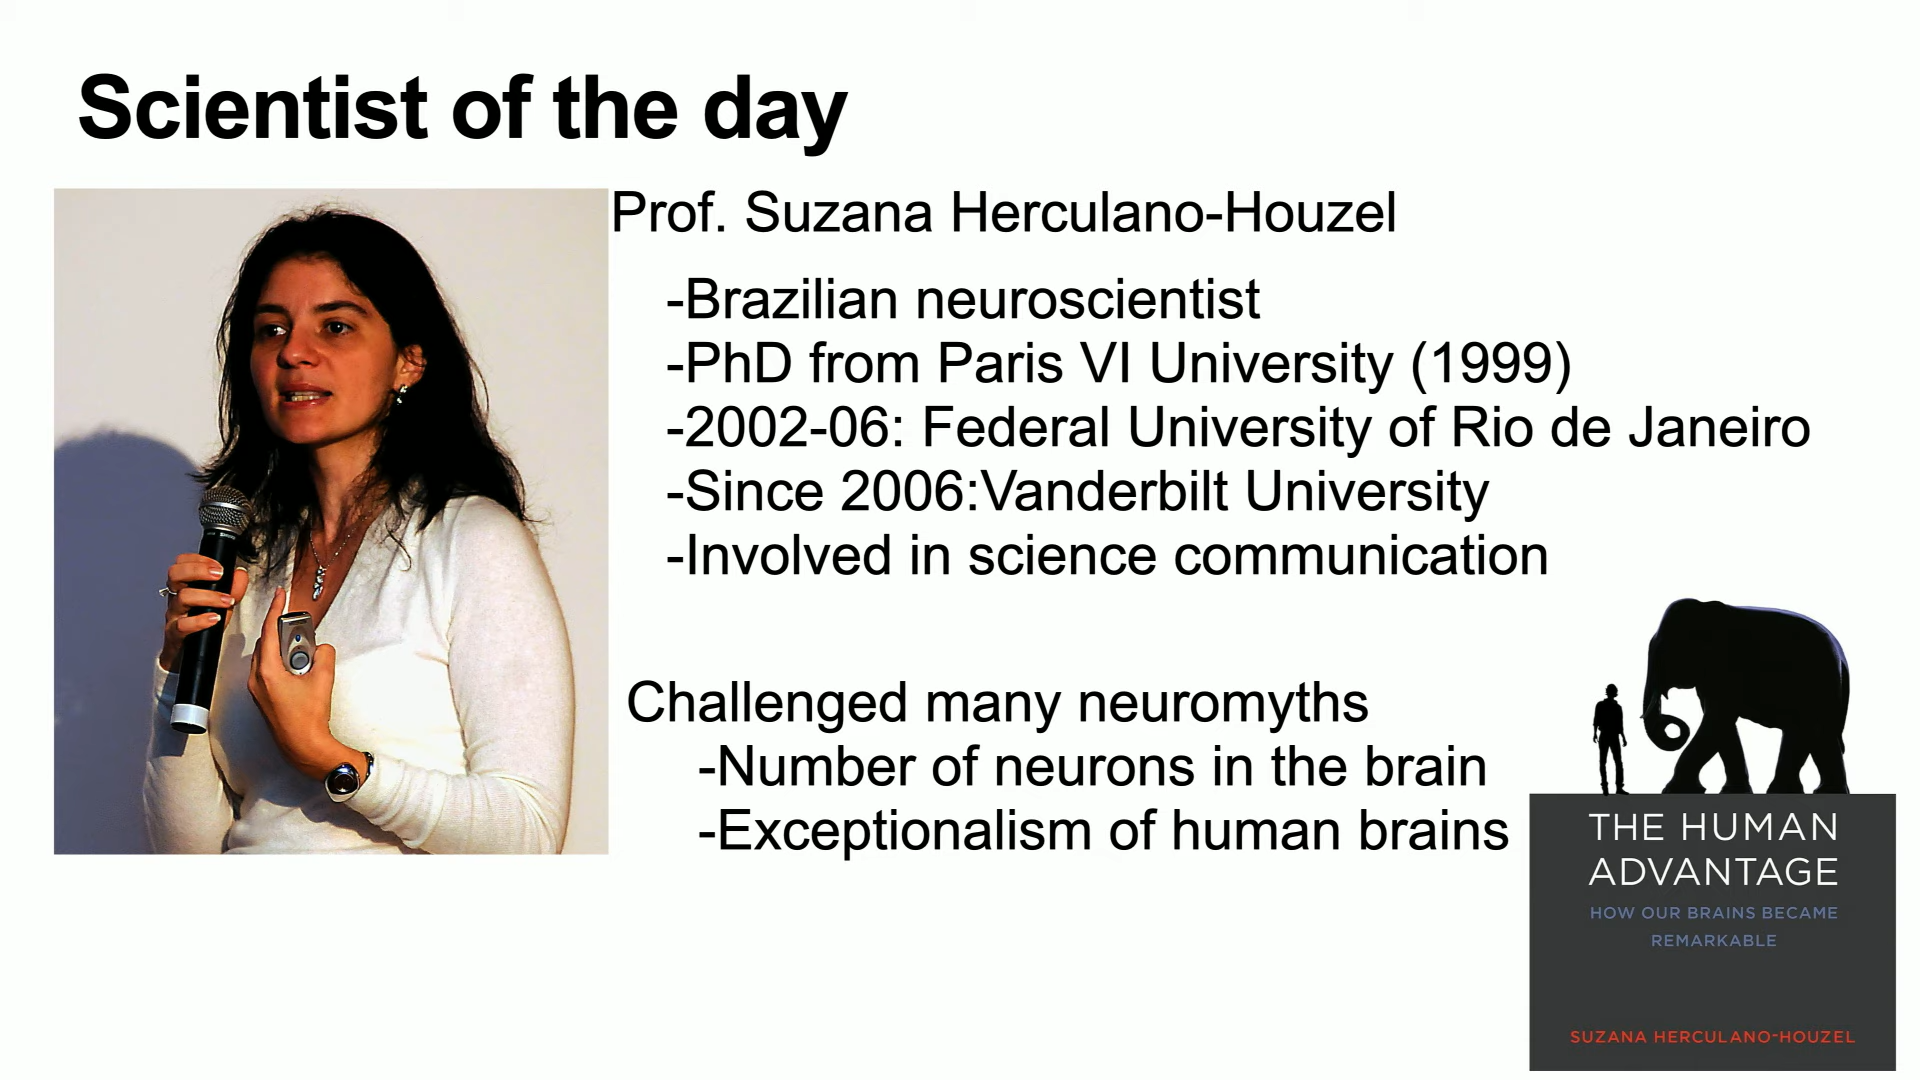 Scientist of the day
Prof. Suzana Herculano-Houzel
-Brazilian neuroscientist
-PhD from Paris VI University (1999)
-2002-06: Federal University of Rio de Janeiro
-Since 2006:Vanderbilt University
-Involved in science communication
Challenged many neuromyths
-Number of neurons in the brain
-Exceptionalism of human brains
THE HUMAN
ADVANTAGE
HOW OUR BRAINS BECAME
REMARKABLE
SUZANA HERCULANO-HOUZEL